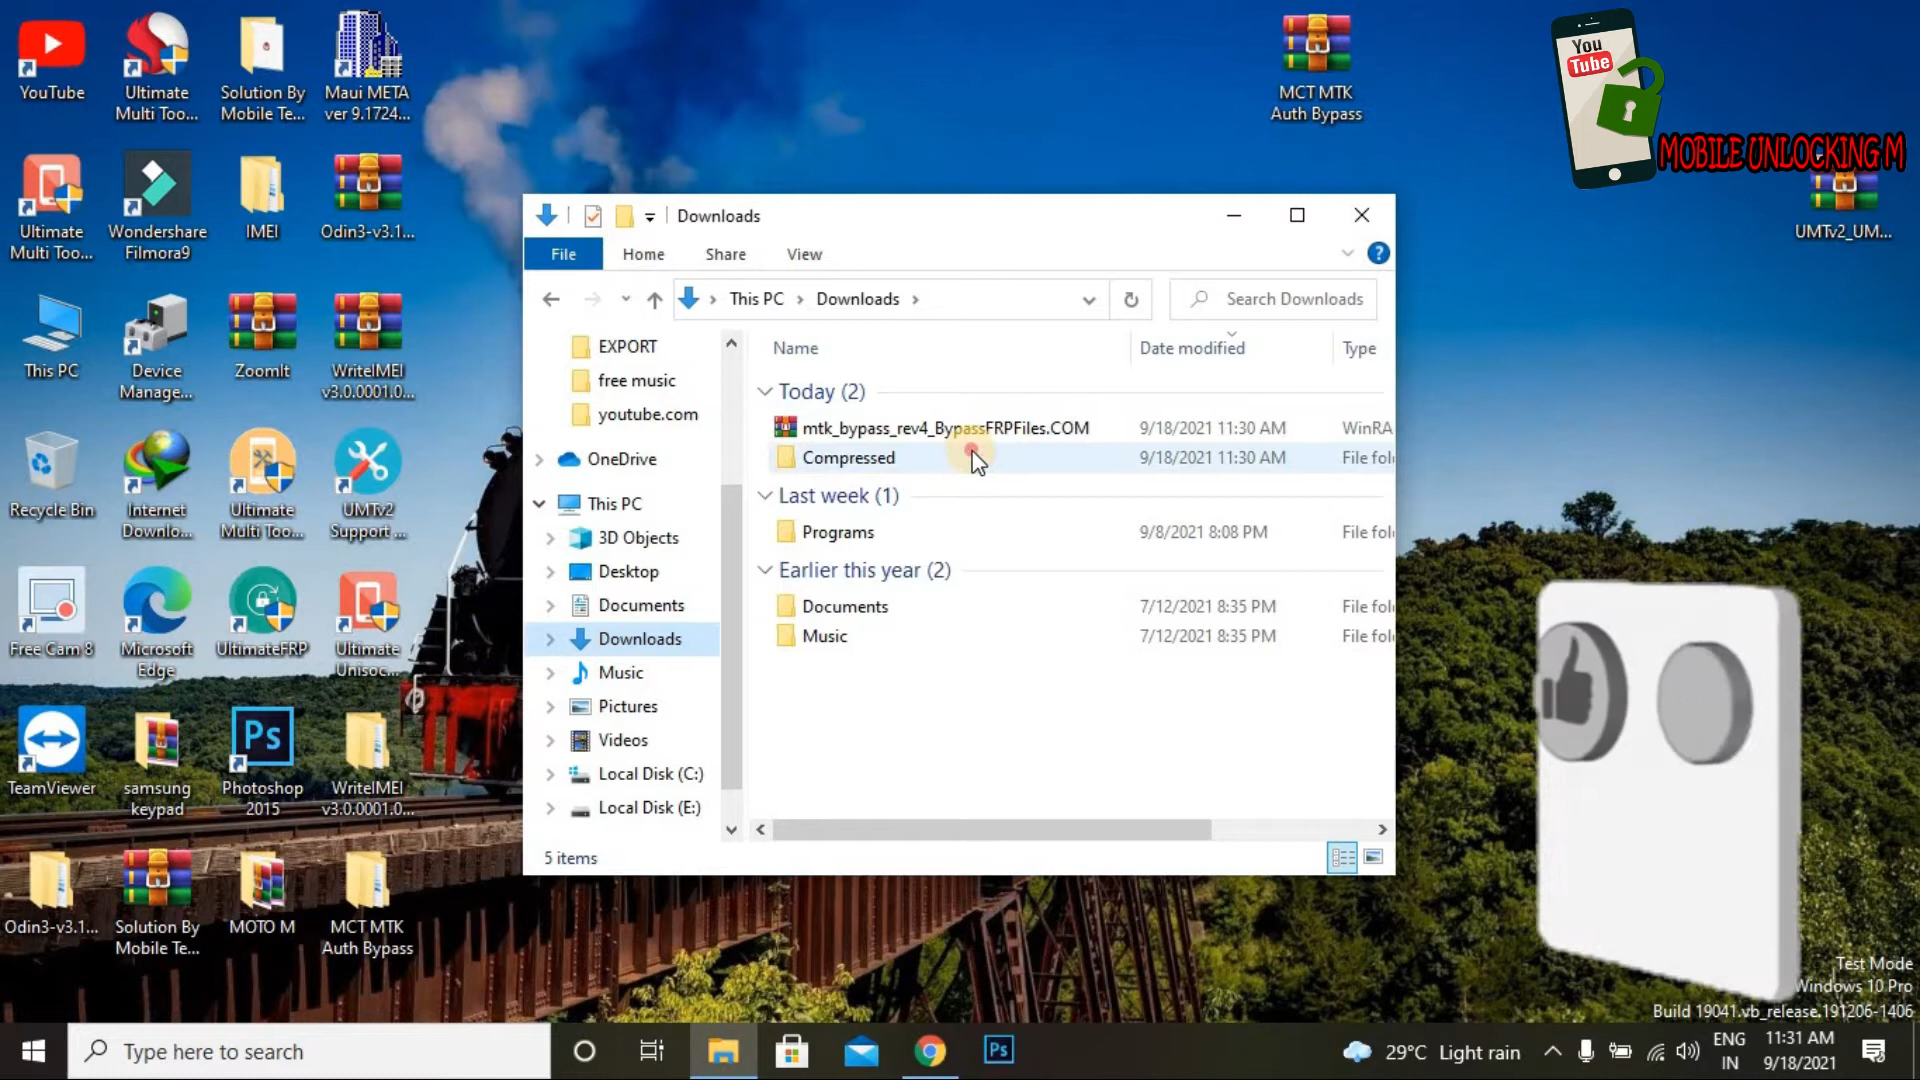 YouTube
Ultimate
Multi Too...
Solution By
Mobile Te...
Maui META
ver 9.1724...
MCT MTK
Auth Bypass
You
Tube
MOBILE UNLOCKING M
Ultimate
Multi Too...
Wondershare
Filmora9
IMEI
Odin3-v3.1...
UMTv2_UM...
This PC
Device
Manage...
ZoomIt
WriteIMEI
v3.0.0001.0...
Recycle Bin
Internet
Downlo...
Ultimate
Multi Too...
UMTv2
Support ...
Free Cam 8
Microsoft
Edge
UltimateFRP
Ultimate
Unisoc...
TeamViewer
samsung
keypad
Ps
Photoshop
2015
WriteIMEI
v3.0.0001.0...
Odin3-v3.1...
Solution By
Mobile Te...
MOTO M
MCT MTK
Auth Bypass
Downloads
File
Home
Share
View
?
This PC
Downloads
Search Downloads
EXPORT
free music
youtube.com
OneDrive
This PC
3D Objects
Desktop
Documents
Downloads
Music
Pictures
Videos
Local Disk (C:)
Local Disk (E:)
Name
Date modified
Type
Today (2)
mtk_bypass_rev4_BypassFRPFiles.COM 9/18/2021 11:30 AM WinRA
Compressed 9/18/2021 11:30 AM File fol
Last week (1)
Programs 9/8/2021 8:08 PM File fol
Earlier this year (2)
Documents 7/12/2021 8:35 PM File fol
Music 7/12/2021 8:35 PM File fol
5 items
Test Mode
Windows 10 Pro
Build 19041.vb_release.191206-1406
Type here to search
Ps
29°C Light rain
ENG
IN
11:31 AM
9/18/2021